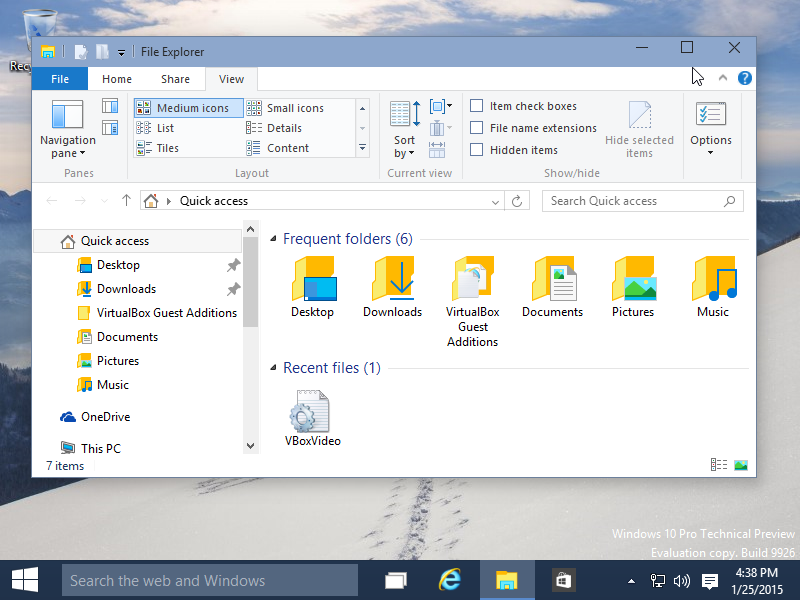 Recy
File Explorer
File
Home
Share
View
Navigation
pane
Panes
Medium icons
Small icons
List
Details
Tiles
Content
Layout
Sort
by
Current view
Item check boxes
File name extensions
Hidden items
Hide selected
items
Show/hide
Options
Quick access
Search Quick access
Quick access
Desktop
Downloads
VirtualBox Guest Additions
Documents
Pictures
Music
OneDrive
This PC
Frequent folders (6)
Desktop
Downloads
VirtualBox
Guest
Additions
Documents
Pictures
Music
Recent files (1)
VBoxVideo
7 items
Windows 10 Pro Technical Preview
Evaluation copy. Build 9926
Search the web and Windows
4:38 PM
1/25/2015